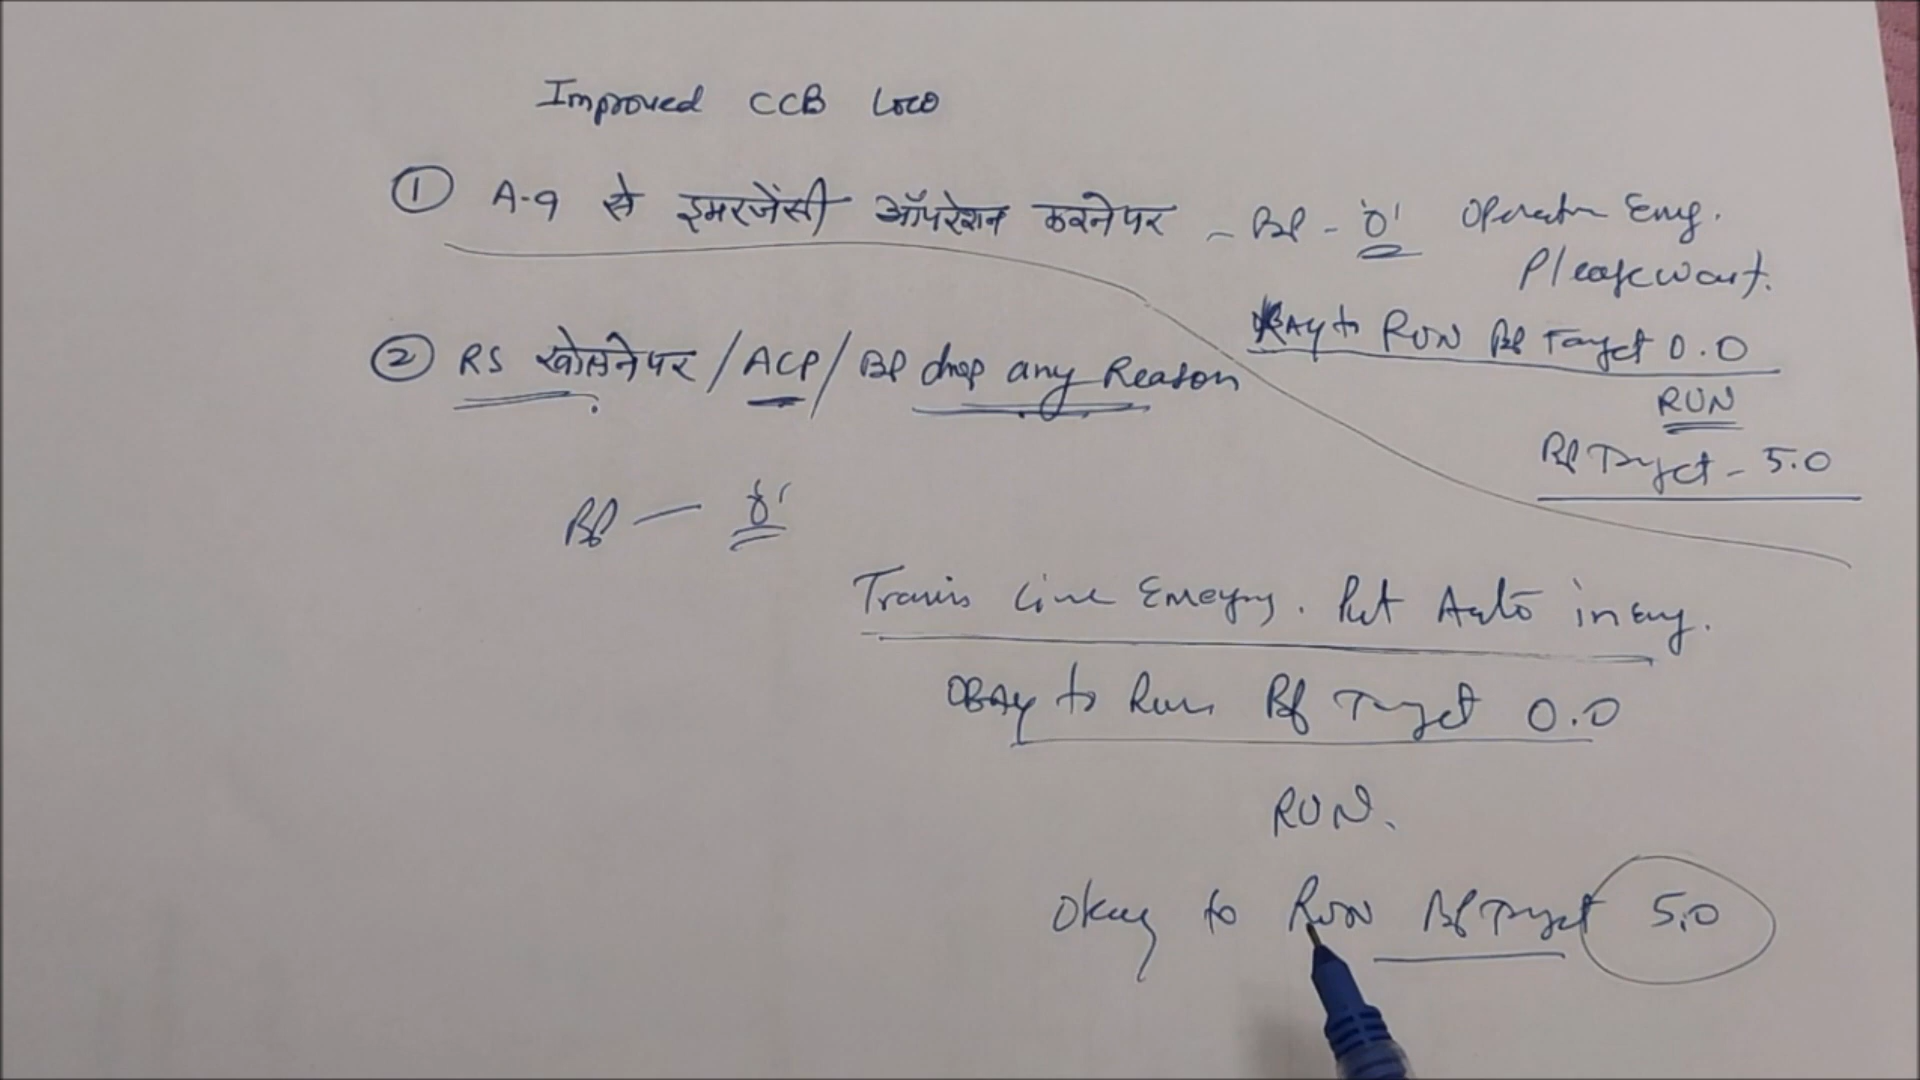 Improved CCB Loco
① A-9 से इमरजेंसी ऑपरेशन करनेपर - BP - '0' Operator Emg.
Please wait.
OKAY to RUN BP Target 0.0
RUN
BP Target - 5.0
② RS खोलनेपर / ACP / BP drop any Reason
BP — '0'
Train Line Emergency. Put Auto in emg.
OKAY to Run BP Target 0.0
RUN.
Okay to Run BP Target 5.0